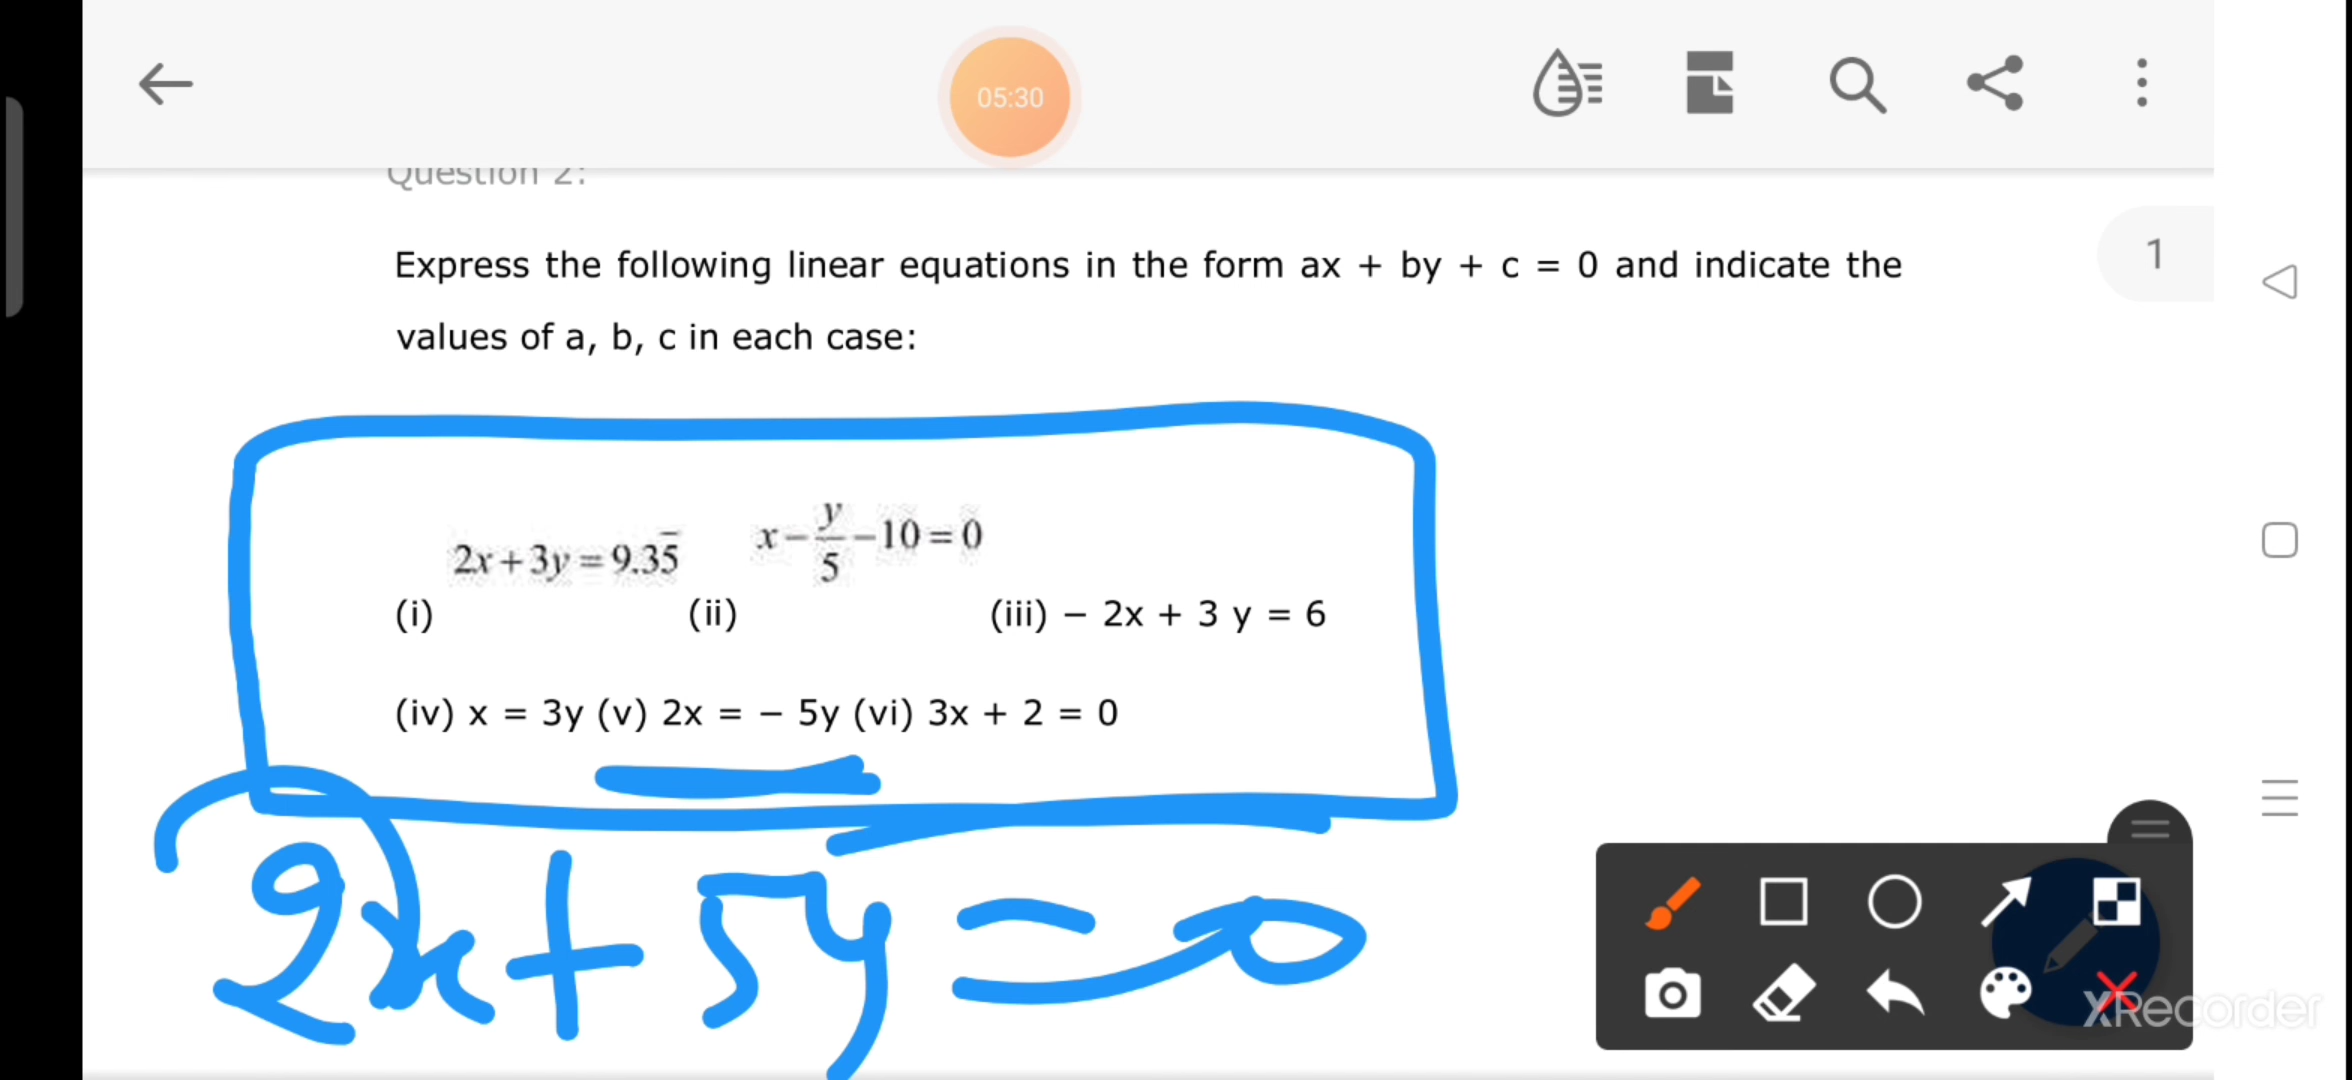 05:30
Question 2:
Express the following linear equations in the form ax + by + c = 0 and indicate the
1
values of a, b, c in each case:
(i) 2x + 3y = 9.35̅ (ii) x − y/5 − 10 = 0 (iii) − 2x + 3 y = 6
(iv) x = 3y (v) 2x = − 5y (vi) 3x + 2 = 0
2x + 5y = 0
XRecorder